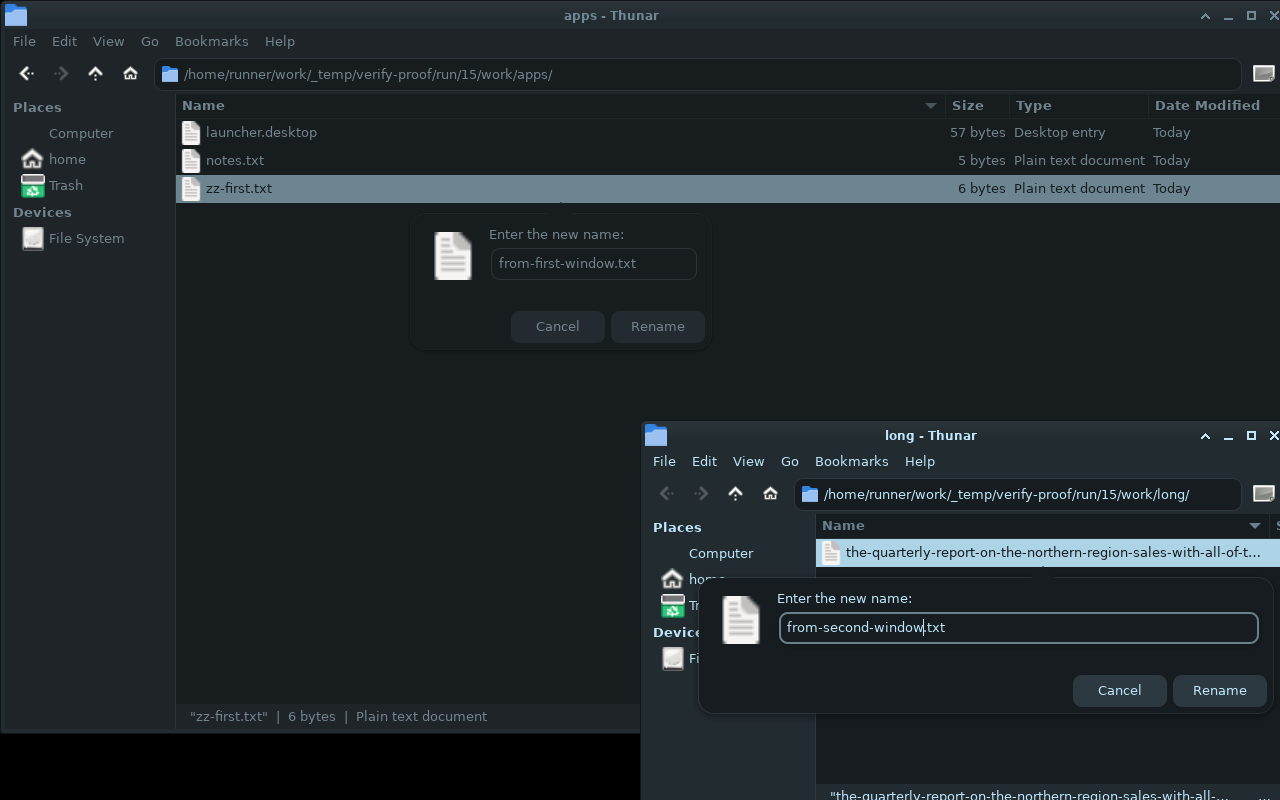 apps - Thunar
File Edit View Go Bookmarks Help
/home/runner/work/_temp/verify-proof/run/15/work/apps/
Places
Computer
home
Trash
Devices
File System
Name Size Type Date Modified
launcher.desktop 57 bytes Desktop entry Today
notes.txt 5 bytes Plain text document Today
zz-first.txt 6 bytes Plain text document Today
Enter the new name:
from-first-window.txt
Cancel Rename
"zz-first.txt" | 6 bytes | Plain text document
long - Thunar
File Edit View Go Bookmarks Help
/home/runner/work/_temp/verify-proof/run/15/work/long/
Places
Computer
home
Name
the-quarterly-report-on-the-northern-region-sales-with-all-of-t...
Enter the new name:
from-second-window.txt
Cancel Rename
"the-quarterly-report-on-the-northern-region-sales-with-all-...